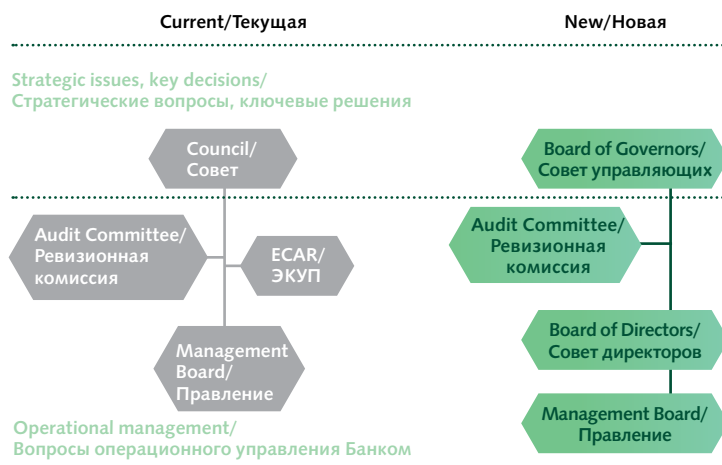 Current/Текущая
New/Новая
Strategic issues, key decisions/
Стратегические вопросы, ключевые решения
Council/
Совет
Board of Governors/
Совет управляющих
Audit Committee/
Ревизионная
комиссия
ECAR/
ЭКУП
Audit Committee/
Ревизионная
комиссия
Management
Board/
Правление
Board of Directors/
Совет директоров
Management Board/
Правление
Operational management/
Вопросы операционного управления Банком